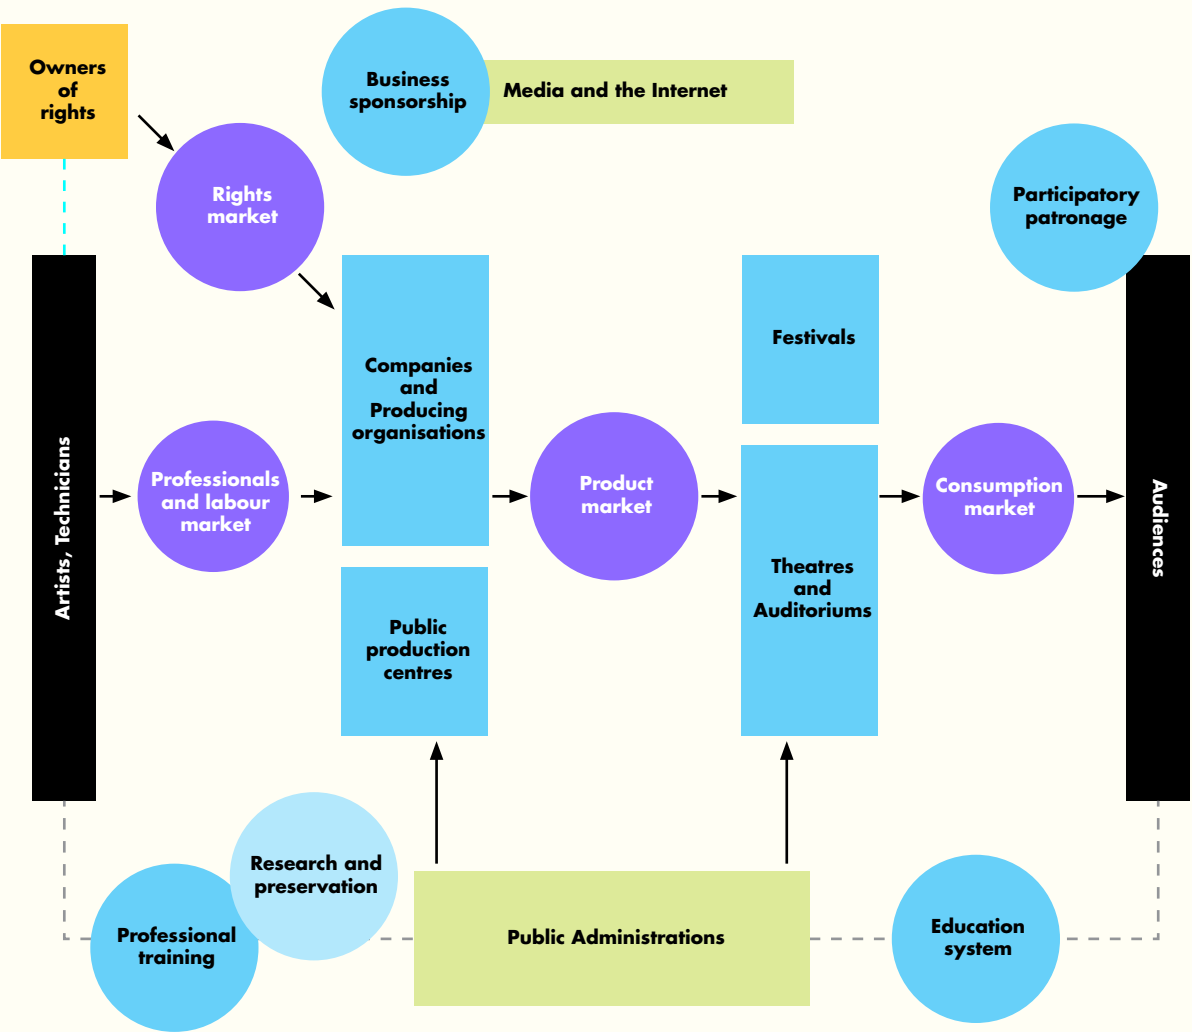 Owners
of
rights
Business
sponsorship
Media and the Internet
Rights
market
Participatory
patronage
Artists, Technicians
Professionals
and labour
market
Companies
and
Producing
organisations
Public
production
centres
Product
market
Festivals
Theatres
and
Auditoriums
Consumption
market
Audiences
Research and
preservation
Professional
training
Public Administrations
Education
system